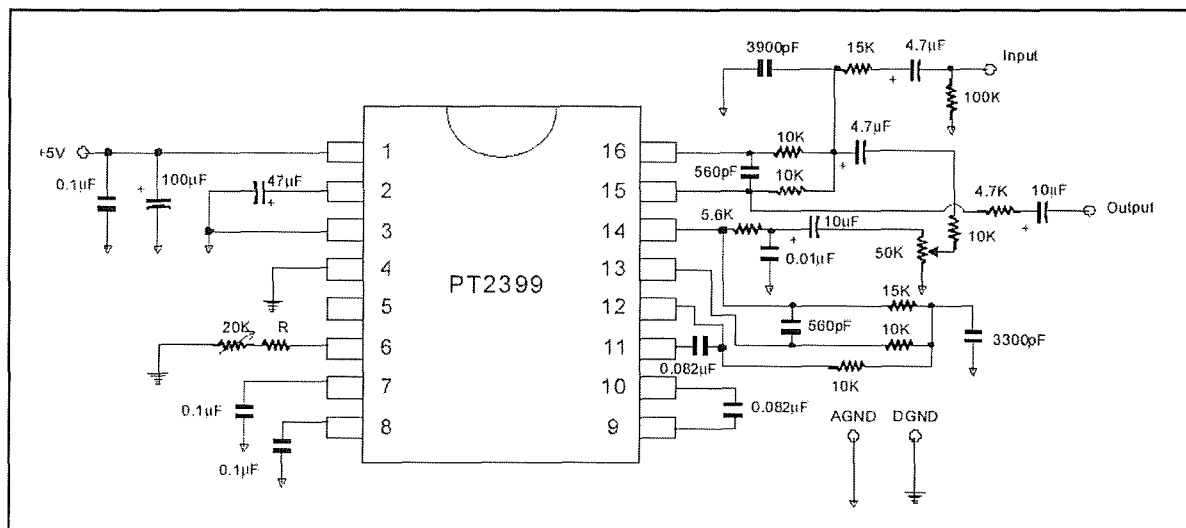 3900pF
15K
4.7µF
Input
100K
+5V
1
16
10K
4.7µF
0.1µF
100µF
+
47µF
+
2
15
560pF
10K
+
+
4.7K
10µF
Output
+
3
14
5.6K
10µF
+
0.01µF
50K
10K
4
13
PT2399
5
12
15K
560pF
10K
3300pF
20K
R
6
11
0.082µF
10K
7
10
0.1µF
0.082µF
8
9
0.1µF
AGND
DGND